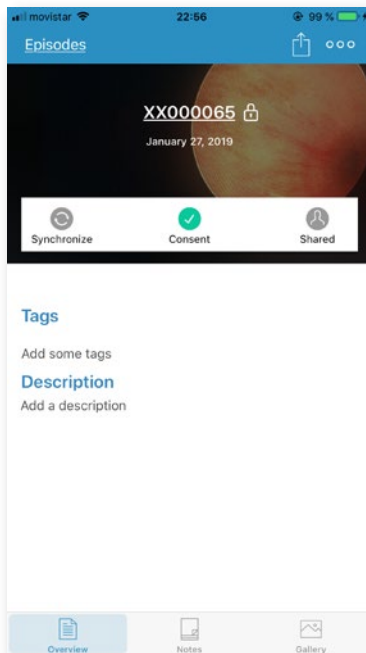 movistar 22:56 99 %
Episodes
XX000065
January 27, 2019
Synchronize Consent Shared
Tags
Add some tags
Description
Add a description
Overview Notes Gallery